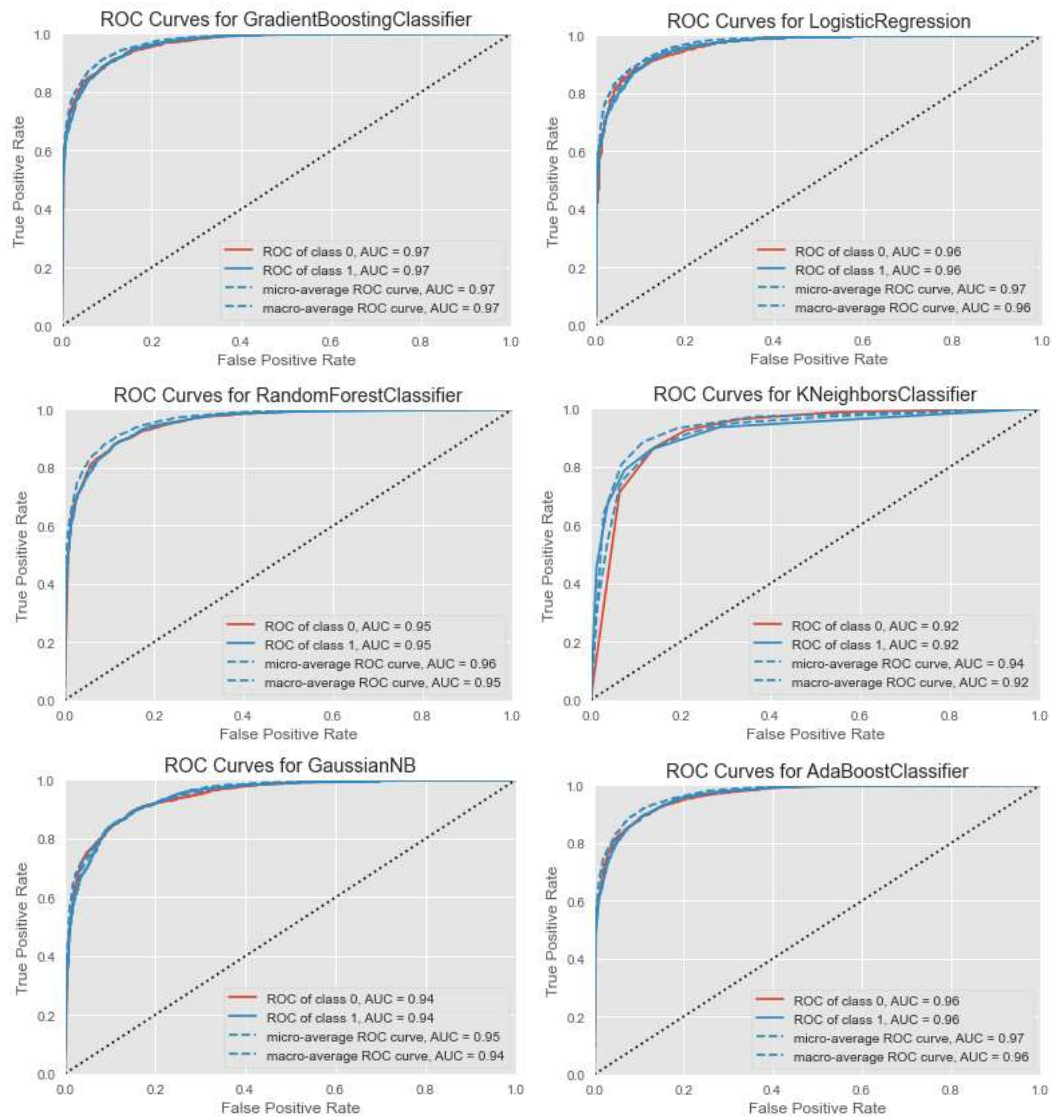 ROC Curves for GradientBoostingClassifier
True Positive Rate
1.0
0.8
0.6
0.4
0.2
0.0
ROC of class 0, AUC = 0.97
ROC of class 1, AUC = 0.97
micro-average ROC curve, AUC = 0.97
macro-average ROC curve, AUC = 0.97
0.0 0.2 0.4 0.6 0.8 1.0
False Positive Rate
ROC Curves for LogisticRegression
True Positive Rate
1.0
0.8
0.6
0.4
0.2
0.0
ROC of class 0, AUC = 0.96
ROC of class 1, AUC = 0.96
micro-average ROC curve, AUC = 0.97
macro-average ROC curve, AUC = 0.96
0.0 0.2 0.4 0.6 0.8 1.0
False Positive Rate
ROC Curves for RandomForestClassifier
True Positive Rate
1.0
0.8
0.6
0.4
0.2
0.0
ROC of class 0, AUC = 0.95
ROC of class 1, AUC = 0.95
micro-average ROC curve, AUC = 0.96
macro-average ROC curve, AUC = 0.95
0.0 0.2 0.4 0.6 0.8 1.0
False Positive Rate
ROC Curves for KNeighborsClassifier
True Positive Rate
1.0
0.8
0.6
0.4
0.2
0.0
ROC of class 0, AUC = 0.92
ROC of class 1, AUC = 0.92
micro-average ROC curve, AUC = 0.94
macro-average ROC curve, AUC = 0.92
0.0 0.2 0.4 0.6 0.8 1.0
False Positive Rate
ROC Curves for GaussianNB
True Positive Rate
1.0
0.8
0.6
0.4
0.2
0.0
ROC of class 0, AUC = 0.94
ROC of class 1, AUC = 0.94
micro-average ROC curve, AUC = 0.95
macro-average ROC curve, AUC = 0.94
0.0 0.2 0.4 0.6 0.8 1.0
False Positive Rate
ROC Curves for AdaBoostClassifier
True Positive Rate
1.0
0.8
0.6
0.4
0.2
0.0
ROC of class 0, AUC = 0.96
ROC of class 1, AUC = 0.96
micro-average ROC curve, AUC = 0.97
macro-average ROC curve, AUC = 0.96
0.0 0.2 0.4 0.6 0.8 1.0
False Positive Rate